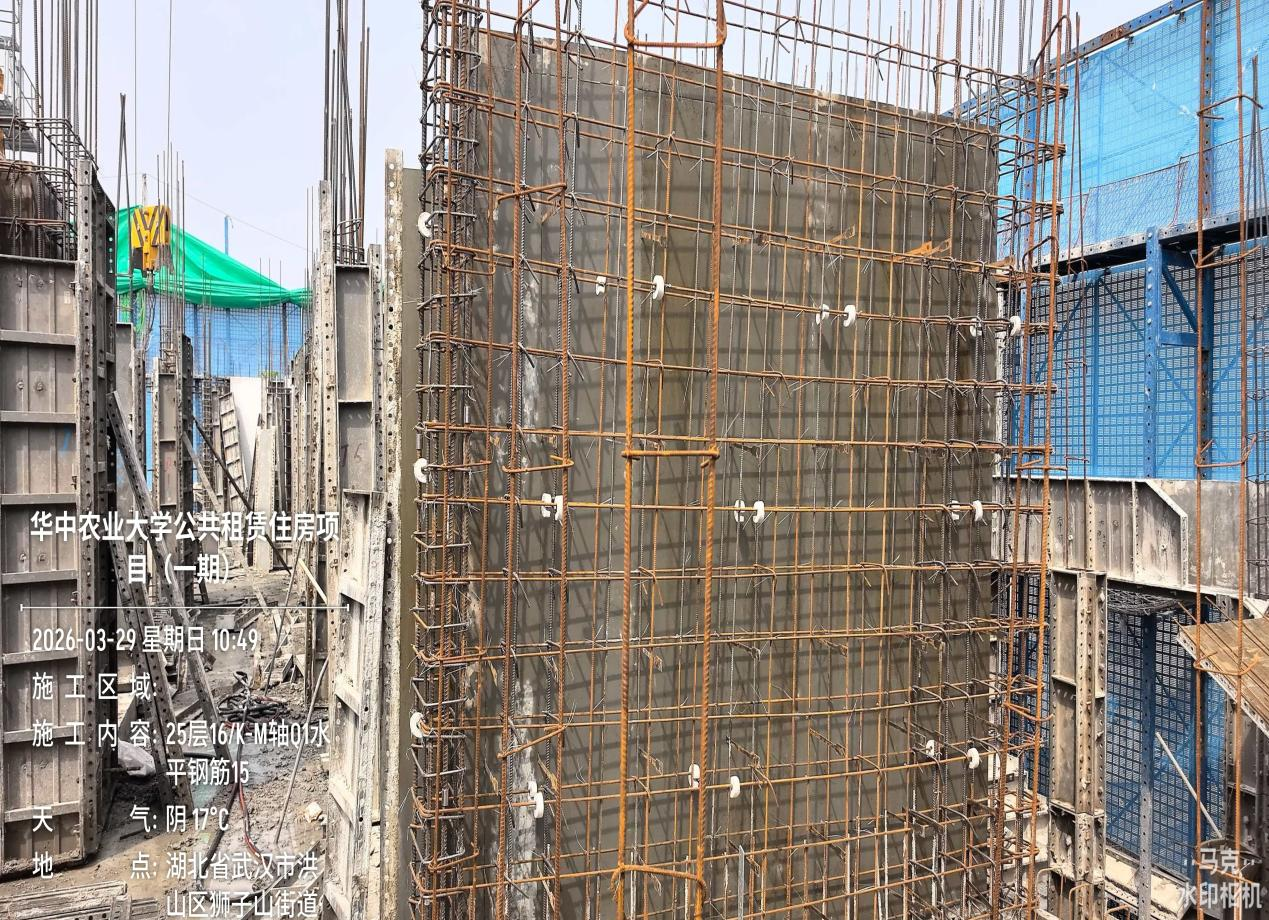 华中农业大学公共租赁住房项
目（一期）
2026-03-29 星期日 10:49
施工区域:
施工内容: 25层16/K-M轴Q1水
平钢筋15
天气: 阴 17℃
地点: 湖北省武汉市洪
山区狮子山街道
马克
水印相机